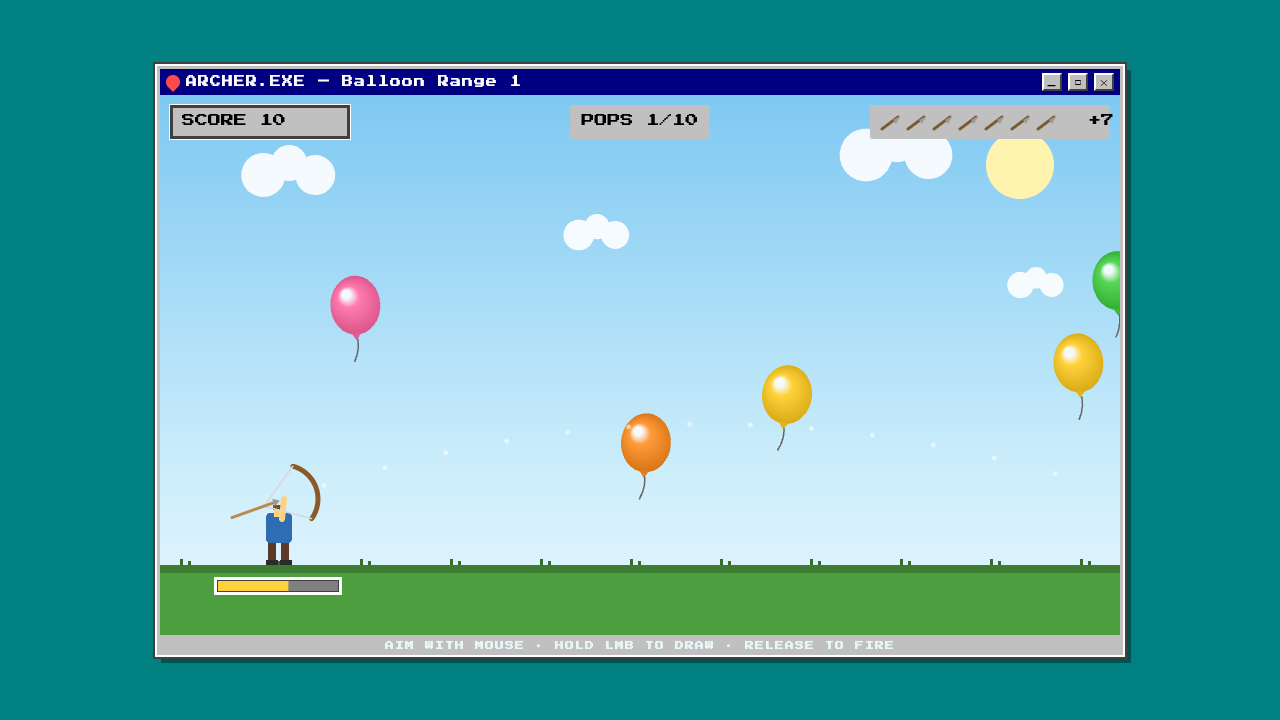 ARCHER.EXE — Balloon Range 1
SCORE 10
POPS 1/10
+7
AIM WITH MOUSE · HOLD LMB TO DRAW · RELEASE TO FIRE